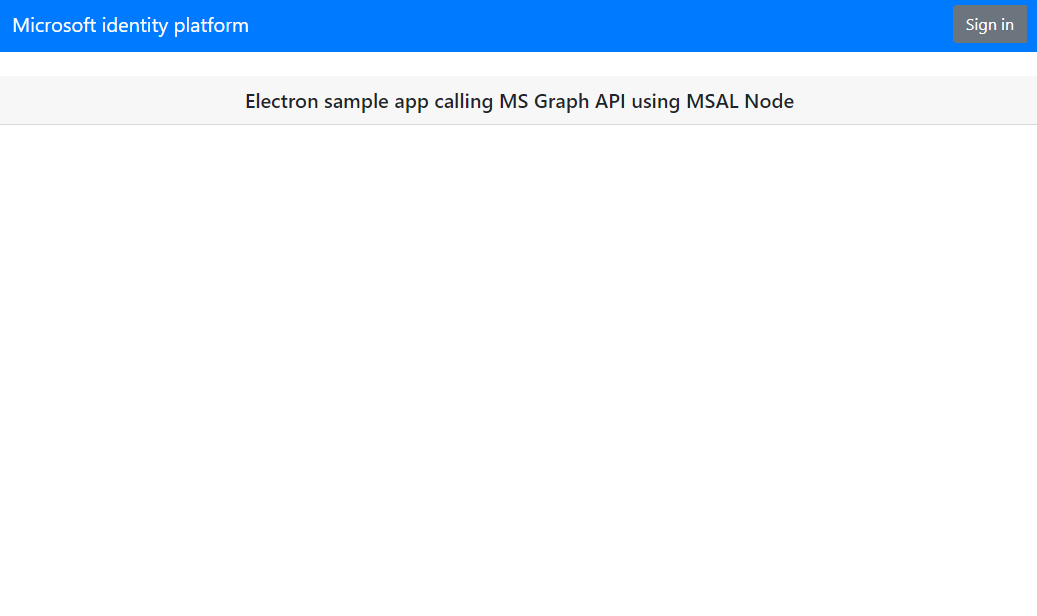 Microsoft identity platform
Sign in
Electron sample app calling MS Graph API using MSAL Node